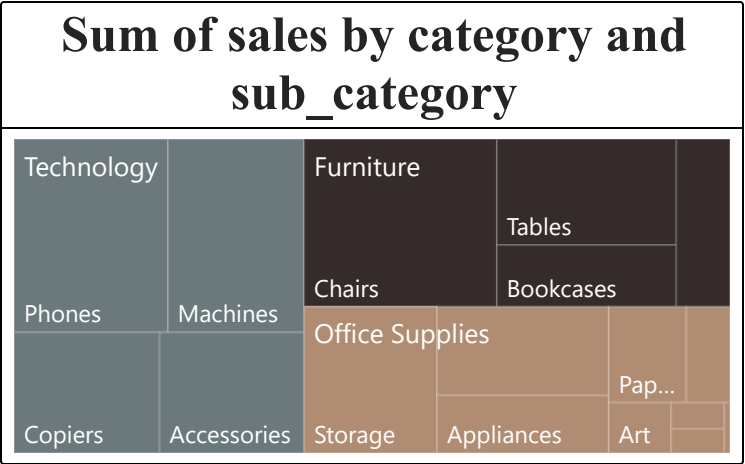 Sum of sales by category and
sub_category
Technology
Furniture
Tables
Phones
Machines
Chairs
Bookcases
Office Supplies
Pap...
Copiers
Accessories
Storage
Appliances
Art